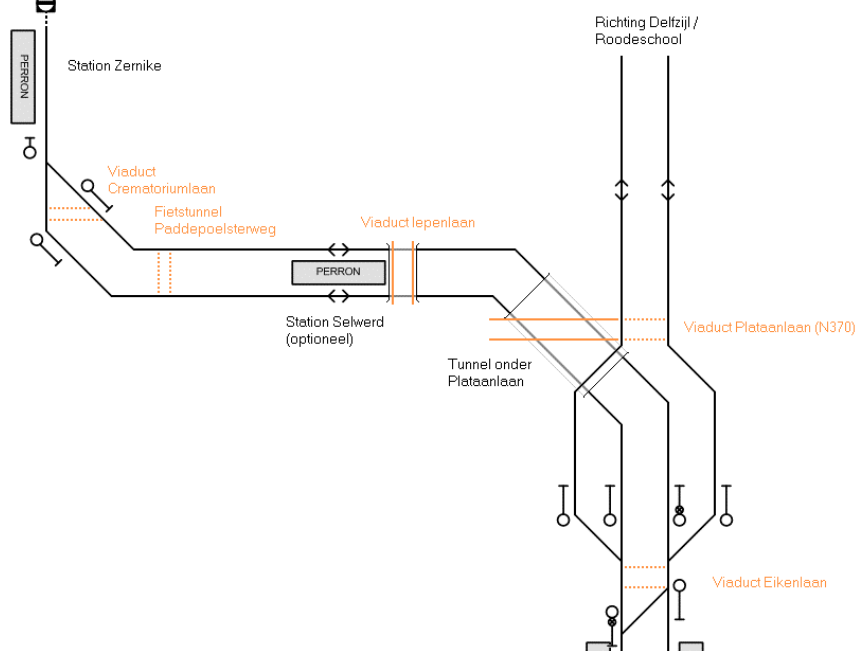 Richting Delfzijl /
Roodeschool
PERRON
Station Zernike
Viaduct
Crematoriumlaan
Fietstunnel
Paddepoelsterweg
Viaduct Iepenlaan
PERRON
Station Selwerd
(optioneel)
Viaduct Plataanlaan (N370)
Tunnel onder
Plataanlaan
Viaduct Eikenlaan